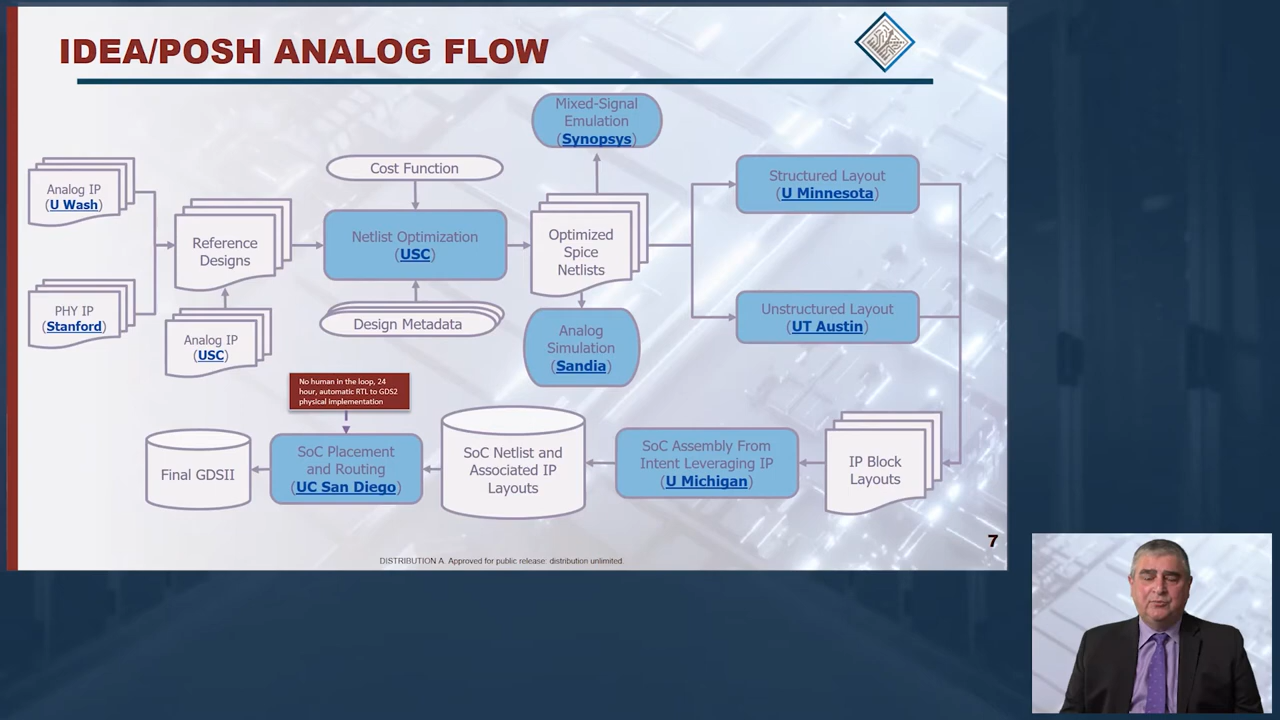 IDEA/POSH ANALOG FLOW
Mixed-Signal
Emulation
(Synopsys)
Cost Function
Analog IP
(U Wash)
Structured Layout
(U Minnesota)
Reference
Designs
Netlist Optimization
(USC)
Optimized
Spice
Netlists
PHY IP
(Stanford)
Analog IP
(USC)
Design Metadata
Analog
Simulation
(Sandia)
Unstructured Layout
(UT Austin)
No human in the loop, 24
hour, automatic RTL to GDS2
physical implementation
Final GDSII
SoC Placement
and Routing
(UC San Diego)
SoC Netlist and
Associated IP
Layouts
SoC Assembly From
Intent Leveraging IP
(U Michigan)
IP Block
Layouts
7
DISTRIBUTION A. Approved for public release: distribution unlimited.